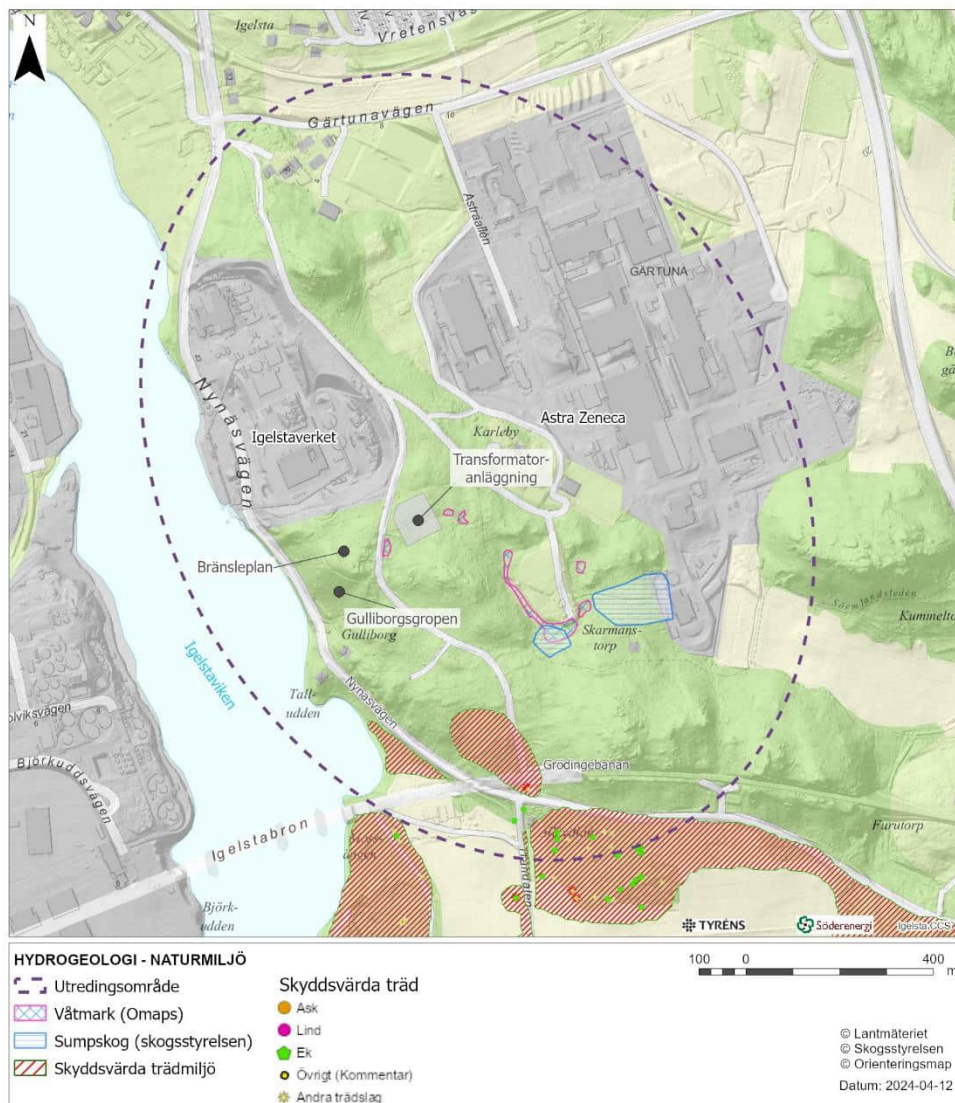 N
Igelsta
Vretensvägen
Gärtunavägen
Astraallén
GÄRTUNA
Nynäsvägen
Igelstaverket
Astra Zeneca
Karleby
Transformator-
anläggning
Bränsleplan
Gulliborgsgropen
Gulliborg
Skarmans-
torp
Sörmlandsleden
Igelstaviken
Tall-
udden
Nynäsvägen
Björkuddsvägen
Grödingebanan
Igelstabron
Furutorp
Björk-
udden
TYRÉNS
Söderenergi
Igelsta CCS
HYDROGEOLOGI - NATURMILJÖ
Utredingsområde
Våtmark (Omaps)
Sumpskog (skogsstyrelsen)
Skyddsvärda trädmiljö
Skyddsvärda träd
Ask
Lind
Ek
Övrigt (Kommentar)
Andra trädslag
100 0 400
m
© Lantmäteriet
© Skogsstyrelsen
© Orienteringsmap
Datum: 2024-04-12